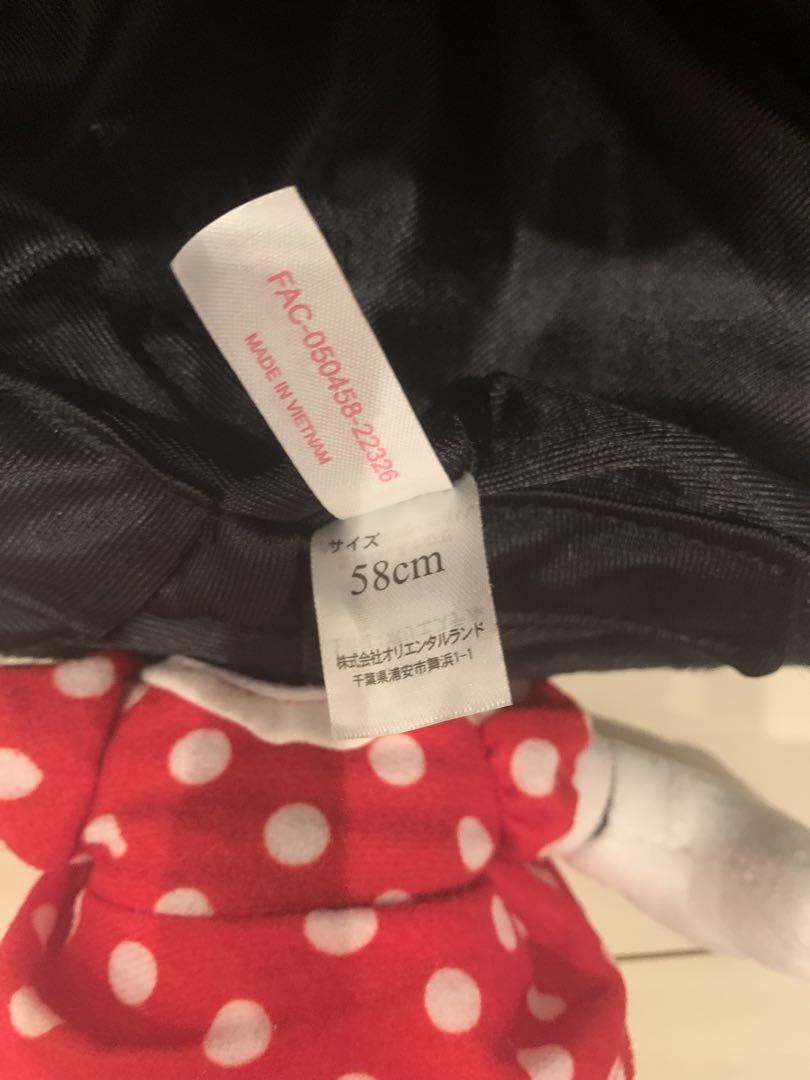 FAC-050458-22326
MADE IN VIETNAM
サイズ
58cm
株式会社オリエンタルランド
千葉県浦安市舞浜1-1